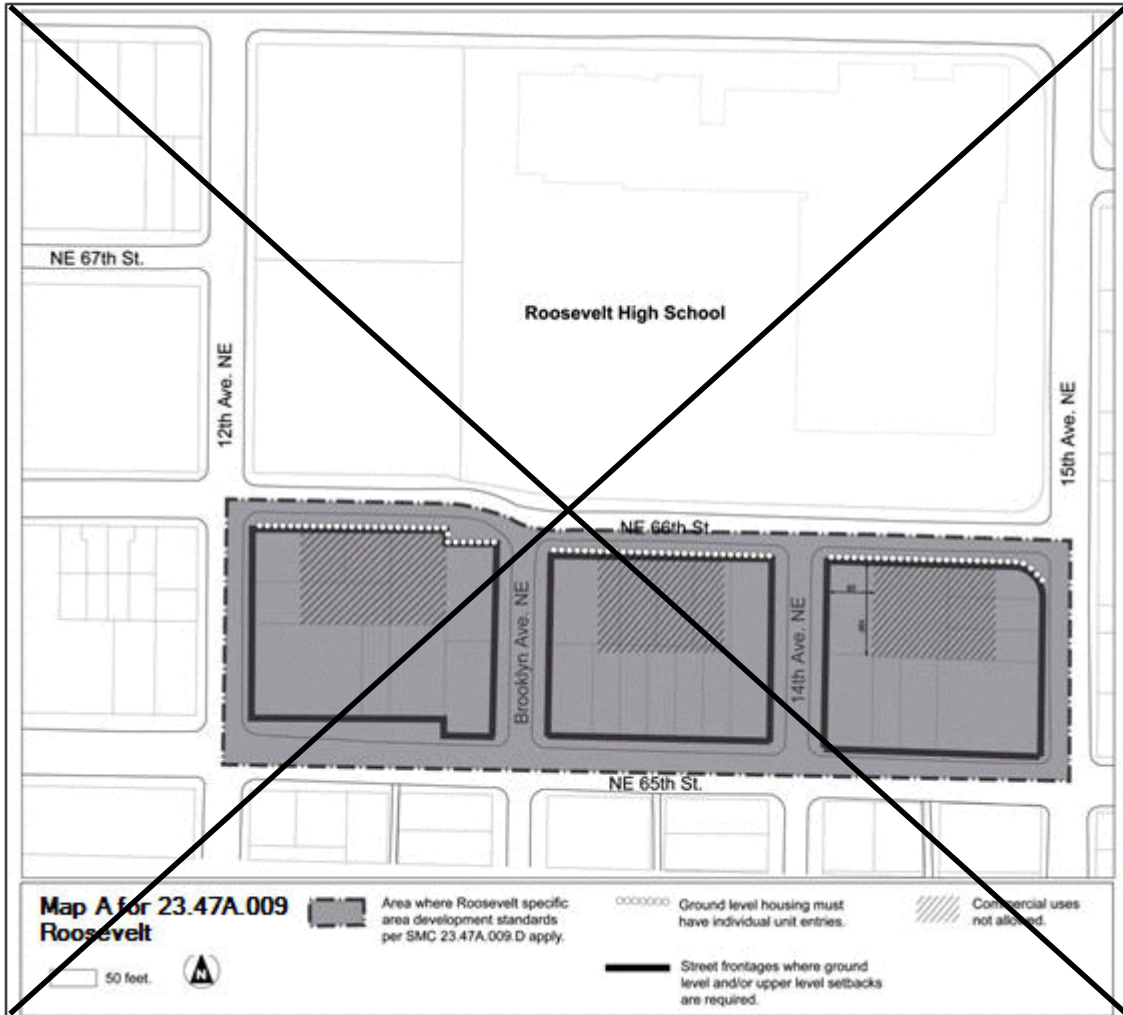 NE 67th St.
Roosevelt High School
12th Ave. NE
15th Ave. NE
NE 66th St.
Brooklyn Ave. NE
14th Ave. NE
NE 65th St.
Map A for 23.47A.009
Roosevelt
50 feet.
N
Area where Roosevelt specific
area development standards
per SMC 23.47A.009.D apply.
Ground level housing must
have individual unit entries.
Street frontages where ground
level and/or upper level setbacks
are required.
Commercial uses
not allowed.